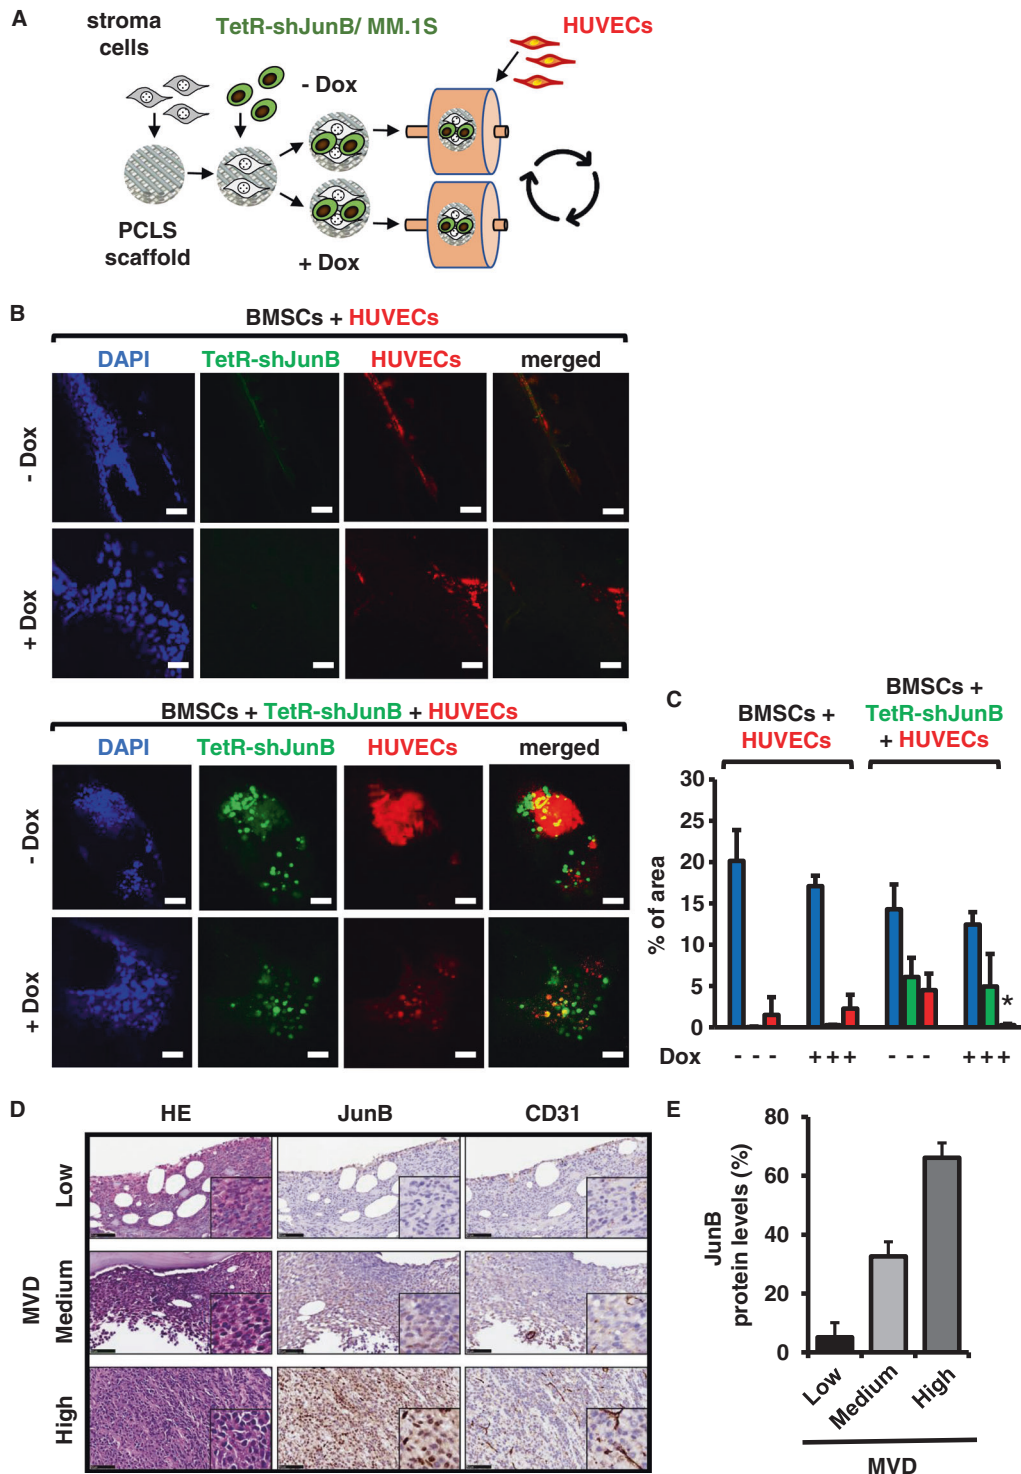 A
stroma
cells
TetR-shJunB/ MM.1S
HUVECs
- Dox
PCLS
scaffold
+ Dox
B
BMSCs + HUVECs
DAPI TetR-shJunB HUVECs merged
- Dox
+ Dox
BMSCs + TetR-shJunB + HUVECs
DAPI TetR-shJunB HUVECs merged
- Dox
+ Dox
C
BMSCs +
HUVECs
BMSCs +
TetR-shJunB
+ HUVECs
% of area
30
25
20
15
10
5
0
*
Dox - - - + + + - - - + + +
D
HE JunB CD31
MVD
Low
Medium
High
E
JunB
protein levels (%)
80
60
40
20
0
Low
Medium
High
MVD